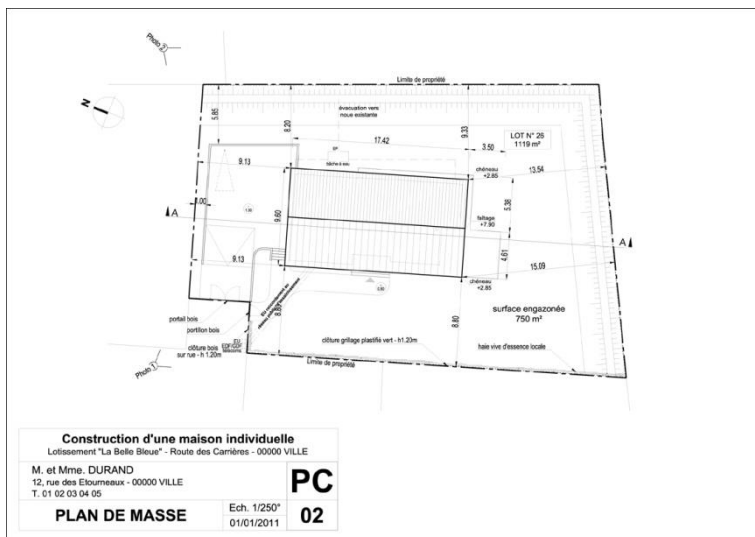 Photo 2
Limite de propriété
N
5.85
8.20
évacuation vers
noue existante
9.33
17.42
3.50
LOT N° 26
1119 m²
EP
bâche à eau
9.13
13.54
chéneau
+2.85
5.38
1.00
A
9.60
faîtage
+7.90
A
4.61
9.13
15.09
chéneau
+2.85
surface engazonée
750 m²
portail bois
portillon bois
8.80
clôture bois
sur rue - h 1.20m
EU
EDF/GDF
clôture grillage plastifié vert - h1.20m
haie vive d'essence locale
Photo 1
Limite de propriété
Construction d'une maison individuelle
Lotissement "La Belle Bleue" - Route des Carrières - 00000 VILLE
M. et Mme. DURAND
12, rue des Etourneaux - 00000 VILLE
T. 01 02 03 04 05
PC
PLAN DE MASSE
Ech. 1/250°
01/01/2011
02